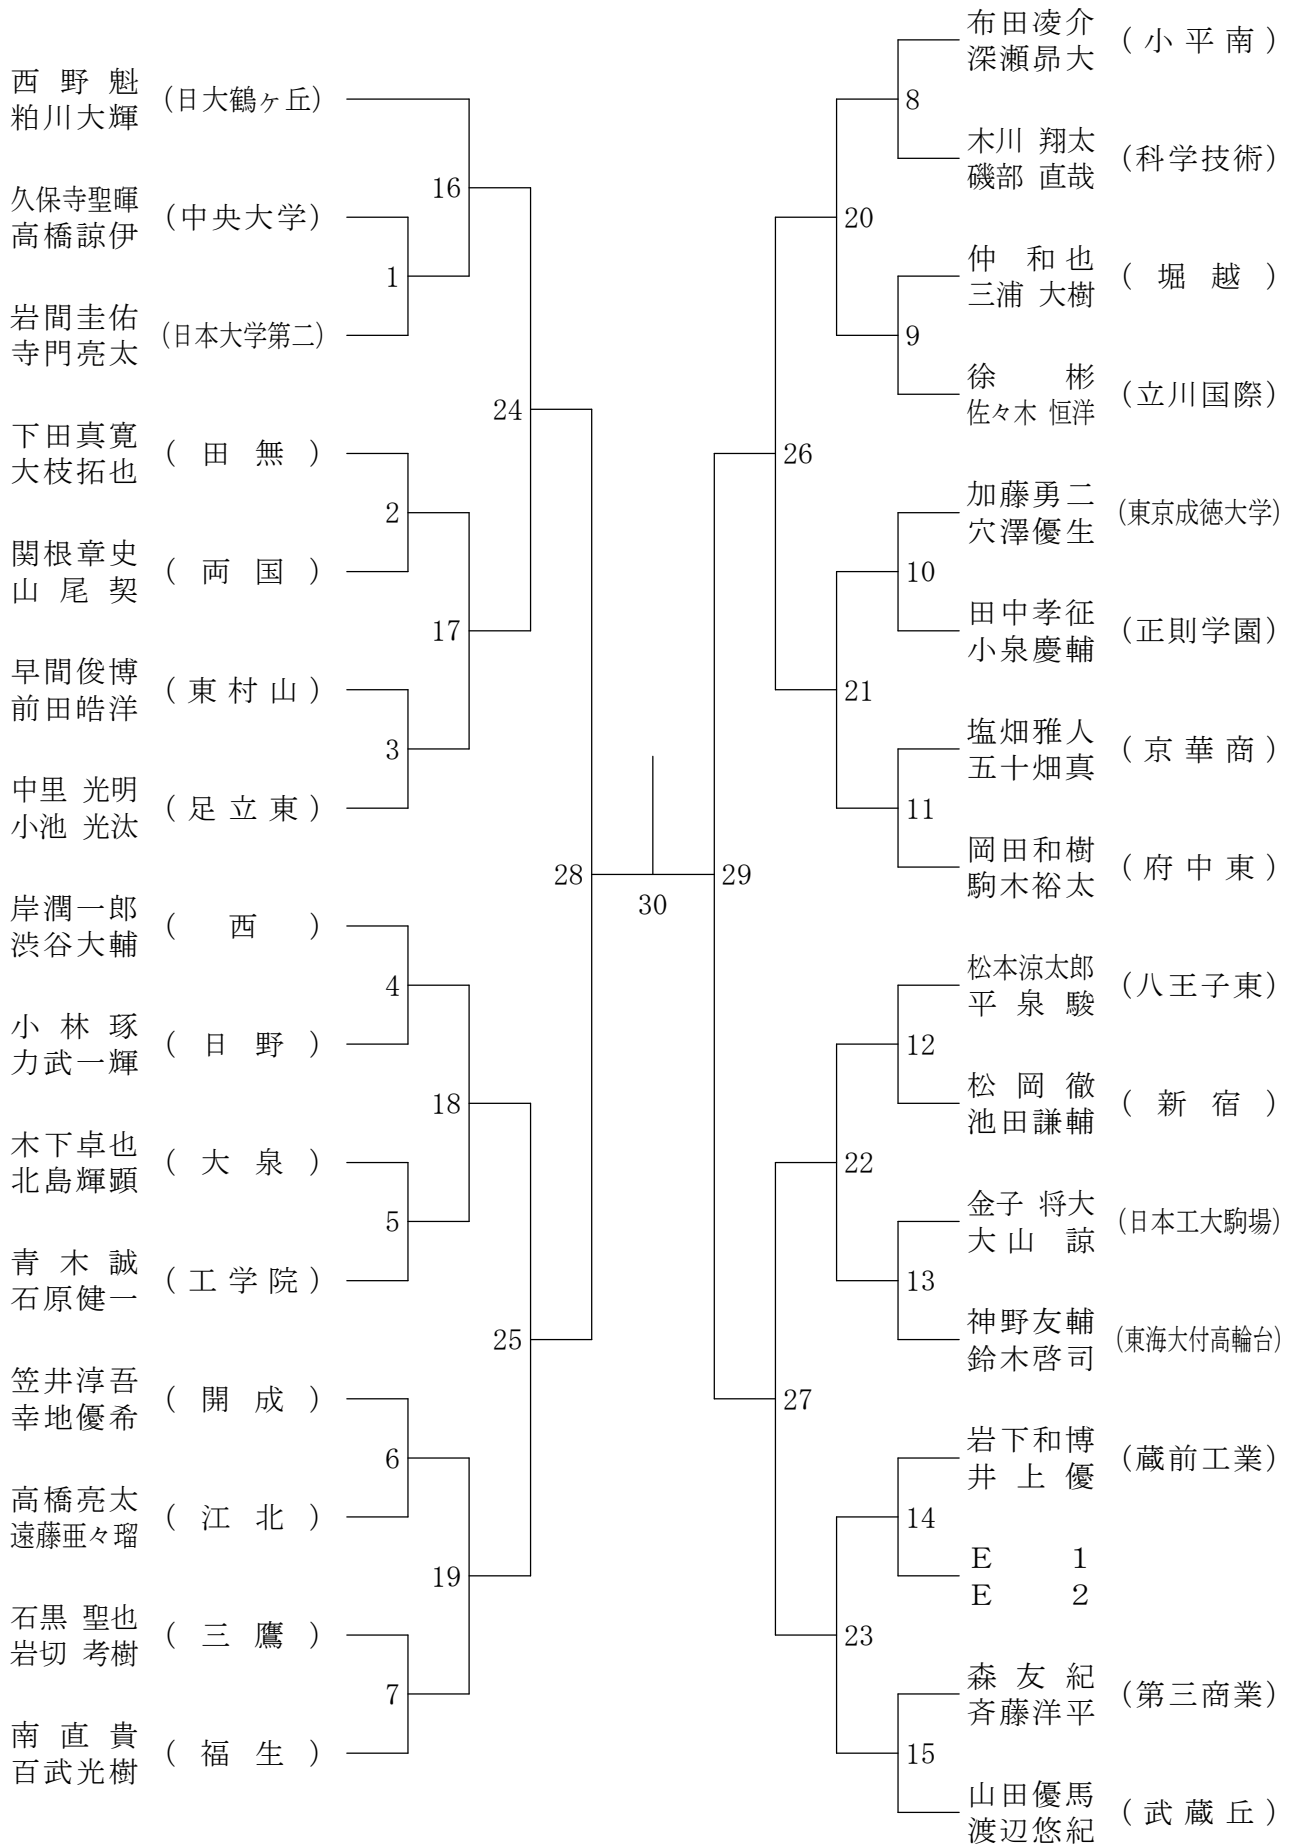 西野魁
粕川大輝
(日大鶴ヶ丘)
久保寺聖暉
高橋諒伊
(中央大学)
岩間圭佑
寺門亮太
(日本大学第二)
下田真寛
大枝拓也
(田無)
関根章史
山尾契
(両国)
早間俊博
前田皓洋
(東村山)
中里 光明
小池 光汰
(足立東)
岸潤一郎
渋谷大輔
(西)
小林琢
力武一輝
(日野)
木下卓也
北島輝顕
(大泉)
青木誠
石原健一
(工学院)
笠井淳吾
幸地優希
(開成)
高橋亮太
遠藤亜々瑠
(江北)
石黒 聖也
岩切 考樹
(三鷹)
南直貴
百武光樹
(福生)
1
2
3
4
5
6
7
16
17
18
19
24
25
28
30
29
26
27
20
21
22
23
8
9
10
11
12
13
14
15
布田凌介
深瀬昴大
(小平南)
木川 翔太
磯部 直哉
(科学技術)
仲 和也
三浦 大樹
(堀越)
徐 彬
佐々木 恒洋
(立川国際)
加藤勇二
穴澤優生
(東京成徳大学)
田中孝征
小泉慶輔
(正則学園)
塩畑雅人
五十畑真
(京華商)
岡田和樹
駒木裕太
(府中東)
松本涼太郎
平泉駿
(八王子東)
松岡徹
池田謙輔
(新宿)
金子 将大
大山 諒
(日本工大駒場)
神野友輔
鈴木啓司
(東海大付高輪台)
岩下和博
井上優
(蔵前工業)
E 1
E 2
森友紀
斉藤洋平
(第三商業)
山田優馬
渡辺悠紀
(武蔵丘)